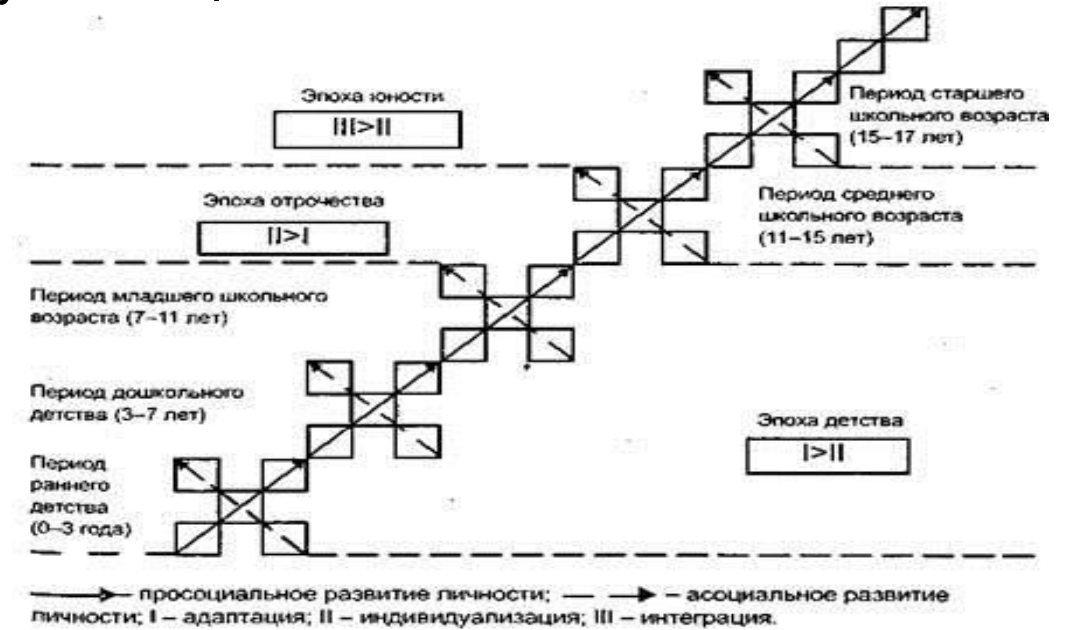 Эпоха юности
III>II
Период старшего
школьного возраста
(15–17 лет)
Эпоха отрочества
II>I
Период среднего
школьного возраста
(11–15 лет)
Период младшего школьного
возраста (7–11 лет)
Период дошкольного
детства (3–7 лет)
Эпоха детства
I>II
Период
раннего
детства
(0–3 года)
– просоциальное развитие личности; – асоциальное развитие
личности; I – адаптация; II – индивидуализация; III – интеграция.